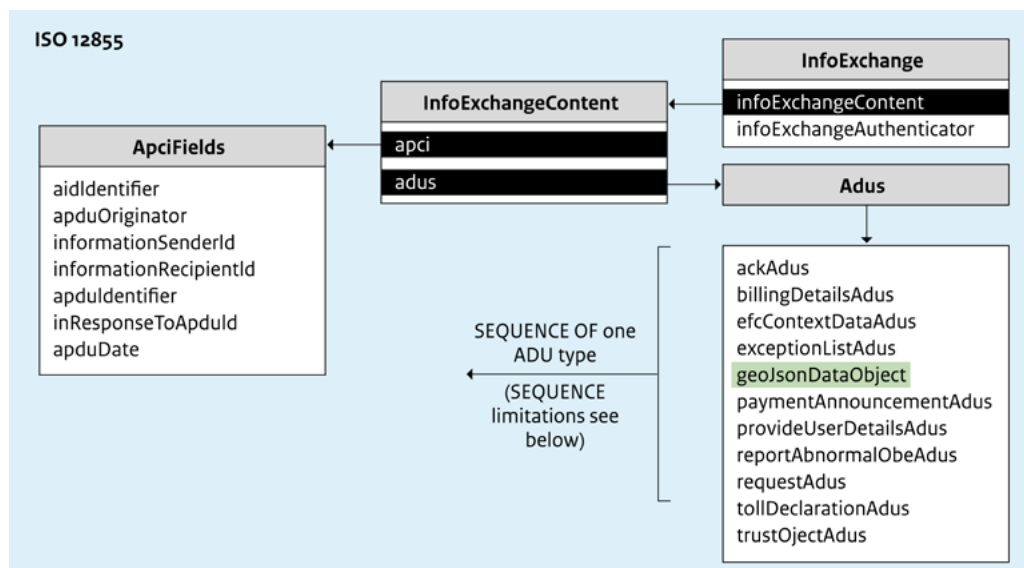 ISO 12855
InfoExchange
infoExchangeContent
infoExchangeAuthenticator
InfoExchangeContent
apci
adus
ApciFields
aidIdentifier
apduOriginator
informationSenderId
informationRecipientId
apduIdentifier
inResponseToApduId
apduDate
Adus
ackAdus
billingDetailsAdus
efcContextDataAdus
exceptionListAdus
geoJsonDataObject
paymentAnnouncementAdus
provideUserDetailsAdus
reportAbnormalObeAdus
requestAdus
tollDeclarationAdus
trustOjectAdus
SEQUENCE OF one
ADU type
(SEQUENCE
limitations see
below)